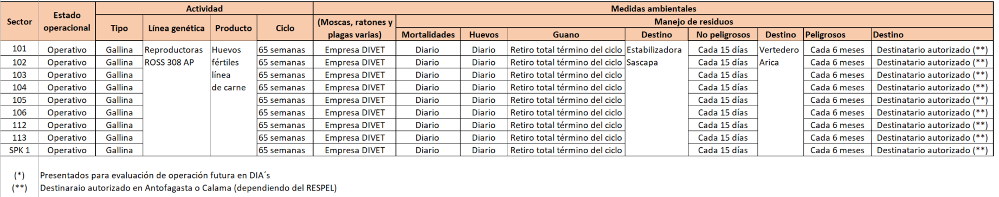 Actividad Medidas ambientales
Sector Estado operacional Tipo Línea genética Producto Ciclo (Moscas, ratones y plagas varias) Manejo de residuos
Mortalidades Huevos Guano Destino No peligrosos Destino Peligrosos Destino
101 Operativo Gallina Reproductoras 65 semanas Empresa DIVET Diario Diario Retiro total término del ciclo Estabilizadora Cada 15 días Vertedero Cada 6 meses Destinatario autorizado (**)
Huevos
102 Operativo Gallina ROSS 308 AP fértiles 65 semanas Empresa DIVET Diario Diario Retiro total término del ciclo Sascapa Cada 15 días Arica Cada 6 meses Destinatario autorizado (**)
103 Operativo Gallina línea 65 semanas Empresa DIVET Diario Diario Retiro total término del ciclo Cada 15 días Cada 6 meses Destinatario autorizado (**)
104 Operativo Gallina de carne 65 semanas Empresa DIVET Diario Diario Retiro total término del ciclo Cada 15 días Cada 6 meses Destinatario autorizado (**)
105 Operativo Gallina 65 semanas Empresa DIVET Diario Diario Retiro total término del ciclo Cada 15 días Cada 6 meses Destinatario autorizado (**)
106 Operativo Gallina 65 semanas Empresa DIVET Diario Diario Retiro total término del ciclo Cada 15 días Cada 6 meses Destinatario autorizado (**)
112 Operativo Gallina 65 semanas Empresa DIVET Diario Diario Retiro total término del ciclo Cada 15 días Cada 6 meses Destinatario autorizado (**)
113 Operativo Gallina 65 semanas Empresa DIVET Diario Diario Retiro total término del ciclo Cada 15 días Cada 6 meses Destinatario autorizado (**)
SPK 1 Operativo Gallina 65 semanas Empresa DIVET Diario Diario Retiro total término del ciclo Cada 15 días Cada 6 meses Destinatario autorizado (**)
(*) Presentados para evaluación de operación futura en DIA´s
(**) Destinaraio autorizado en Antofagasta o Calama (dependiendo del RESPEL)